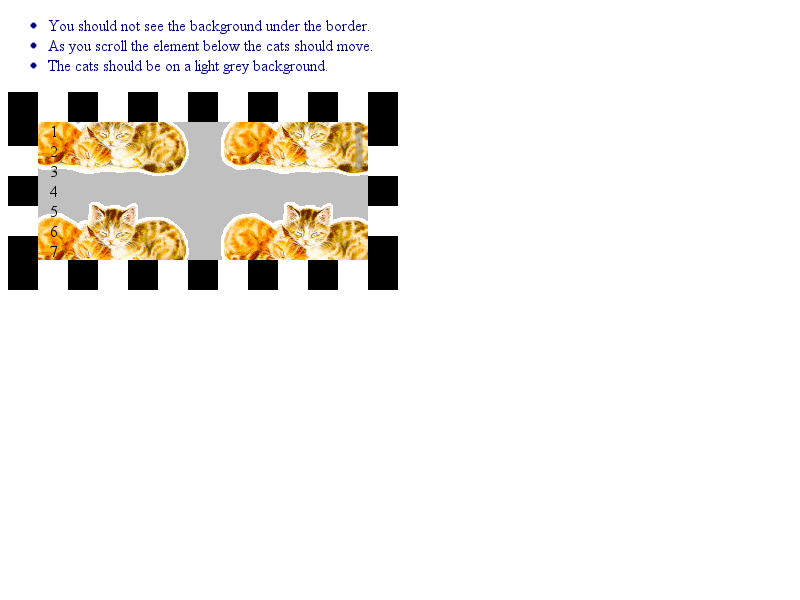 You should not see the background under the border.
As you scroll the element below the cats should move.
The cats should be on a light grey background.
1
2
3
4
5
6
7